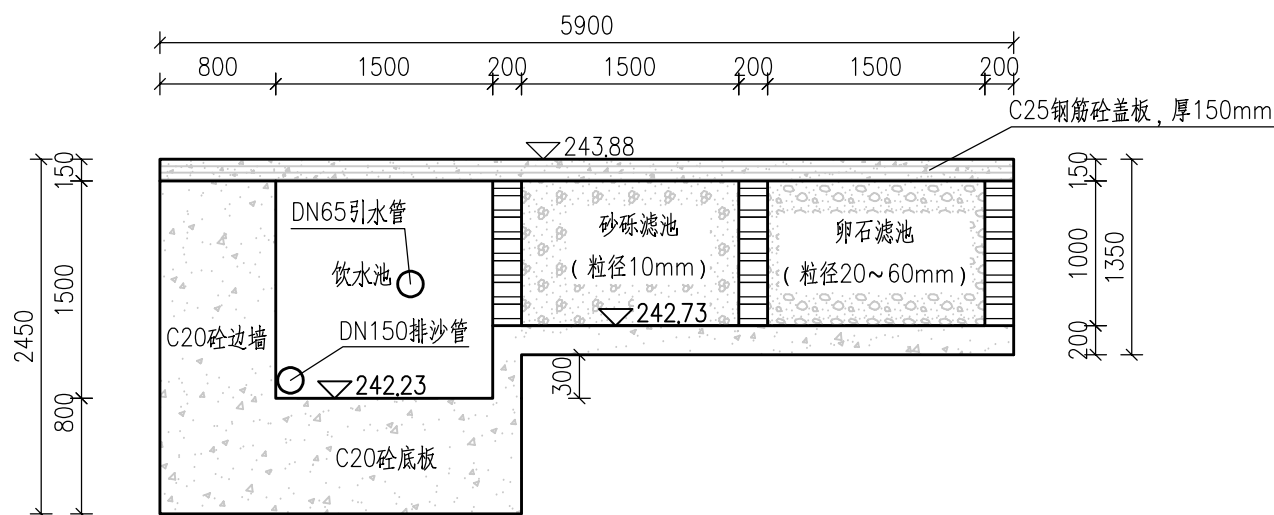 5900
800
1500
200
1500
200
1500
200
C25钢筋砼盖板，厚150mm
243.88
150
150
DN65引水管
砂砾滤池
卵石滤池
饮水池
（粒径10mm）
（粒径20~60mm）
1000
1350
1500
2450
242.73
C20砼边墙
DN150排沙管
200
300
242.23
800
C20砼底板